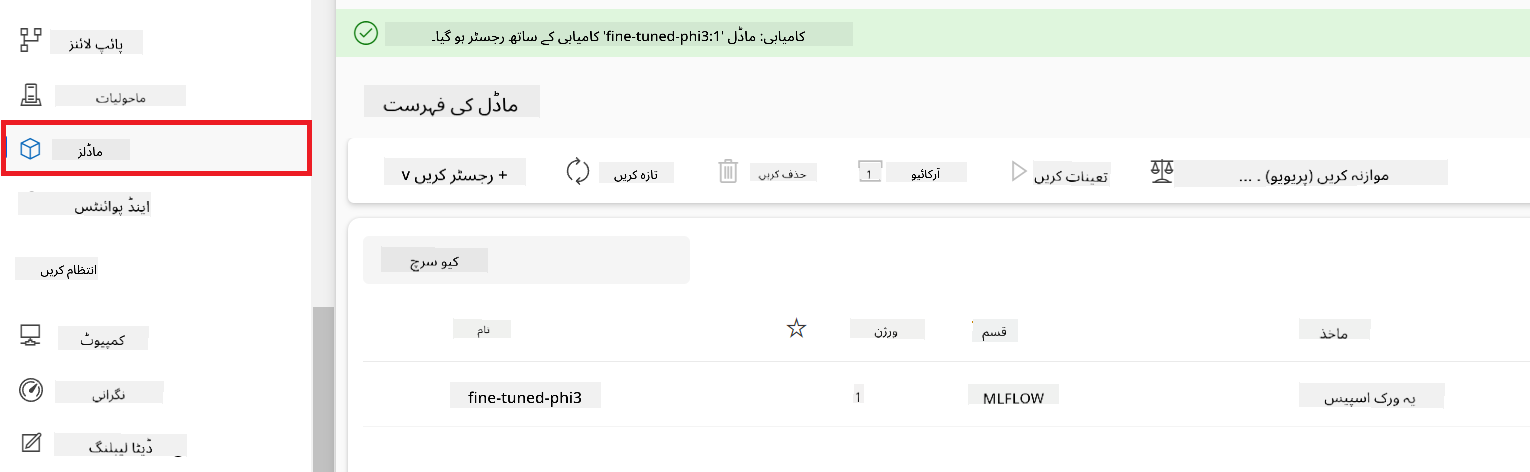 پائپ لائنز
ماحولیات
ماڈلز
اینڈ پوائنٹس
انتظام کریں
کمپیوٹ
نگرانی
ڈیٹا لیبلنگ
کامیابی: ماڈل 'fine-tuned-phi3:1' کامیابی کے ساتھ رجسٹر ہو گیا۔
ماڈل کی فہرست
+ رجسٹر کریں v
تازہ کریں
حذف کریں
1 آرکائیو
تعینات کریں
موازنہ کریں (پریویو) . ...
کیو سرچ
نام
ورژن
قسم
ماخذ
fine-tuned-phi3
1
MLFLOW
یہ ورک اسپیس